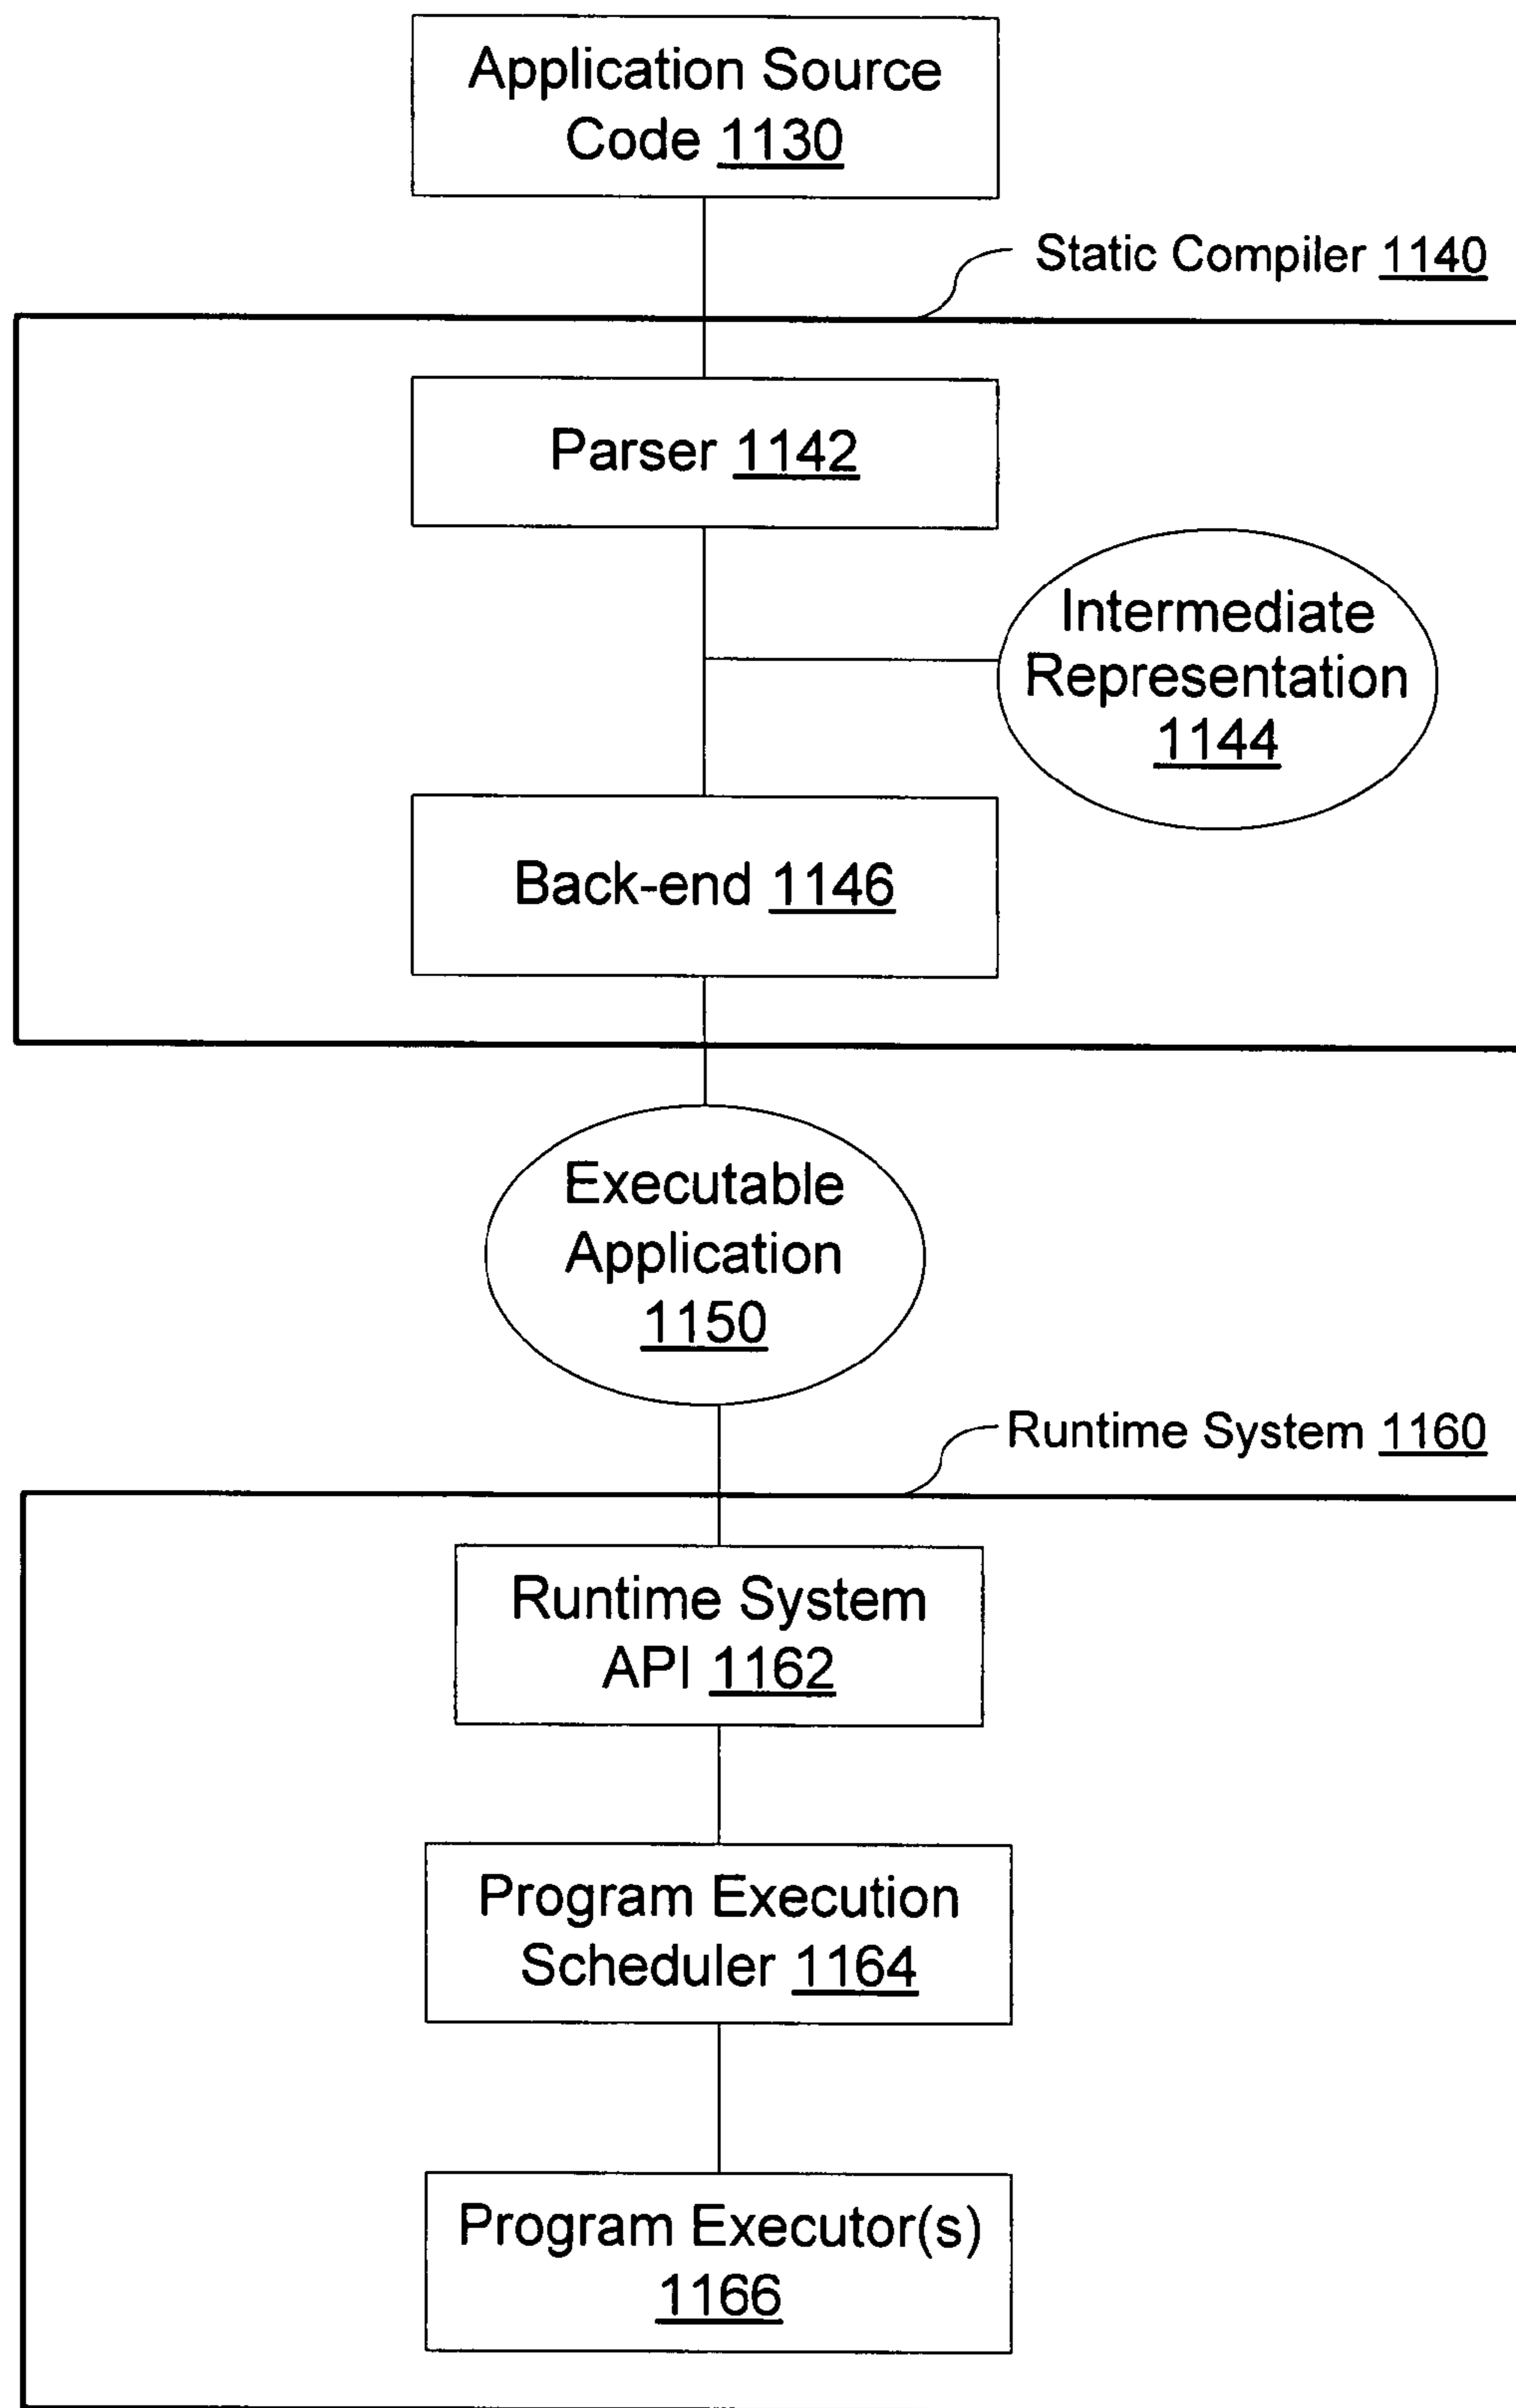 Application Source
Code 1130
Static Compiler 1140
Parser 1142
Intermediate
Representation
1144
Back-end 1146
Executable
Application
1150
Runtime System 1160
Runtime System
API 1162
Program Execution
Scheduler 1164
Program Executor(s)
1166